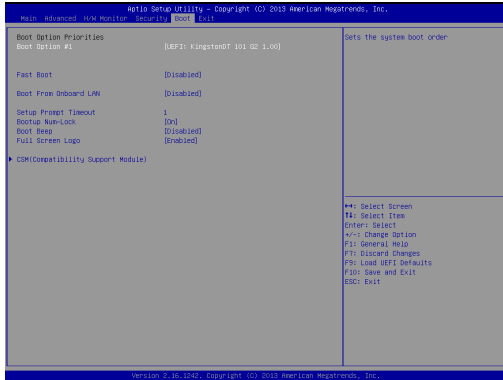 Aptio Setup Utility – Copyright (C) 2013 American Megatrends, Inc.
Main Advanced H/W Monitor Security Boot Exit
Boot Option Priorities
Boot Option #1 [UEFI: KingstonDT 101 G2 1.00]
Fast Boot [Disabled]
Boot From Onboard LAN [Disabled]
Setup Prompt Timeout 1
Bootup Num-Lock [On]
Boot Beep [Disabled]
Full Screen Logo [Enabled]
CSM(Compatibility Support Module)
Sets the system boot order
→←: Select Screen
↑↓: Select Item
Enter: Select
+/-: Change Option
F1: General Help
F7: Discard Changes
F9: Load UEFI Defaults
F10: Save and Exit
ESC: Exit
Version 2.16.1242. Copyright (C) 2013 American Megatrends, Inc.